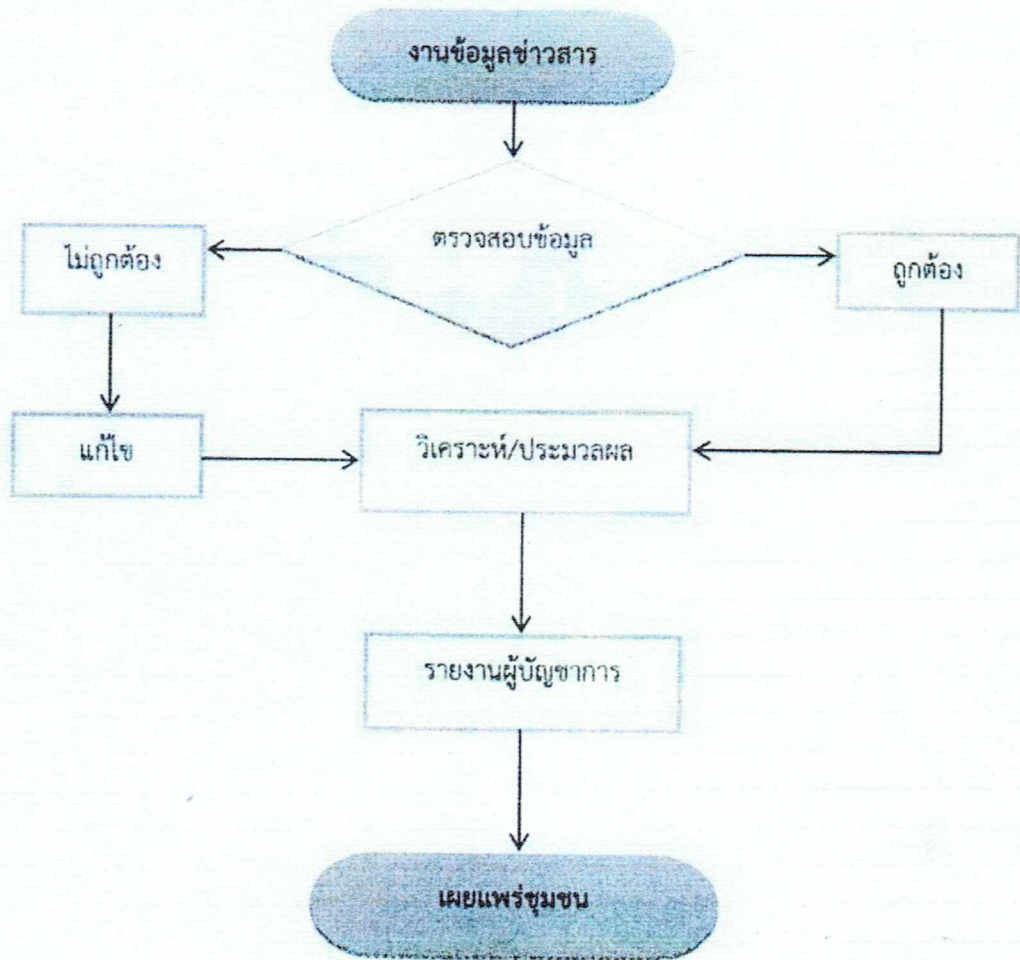 งานข้อมูลข่าวสาร
ตรวจสอบข้อมูล
ไม่ถูกต้อง
ถูกต้อง
แก้ไข
วิเคราะห์/ประมวลผล
รายงานผู้บัญชาการ
เผยแพร่ชุมชน